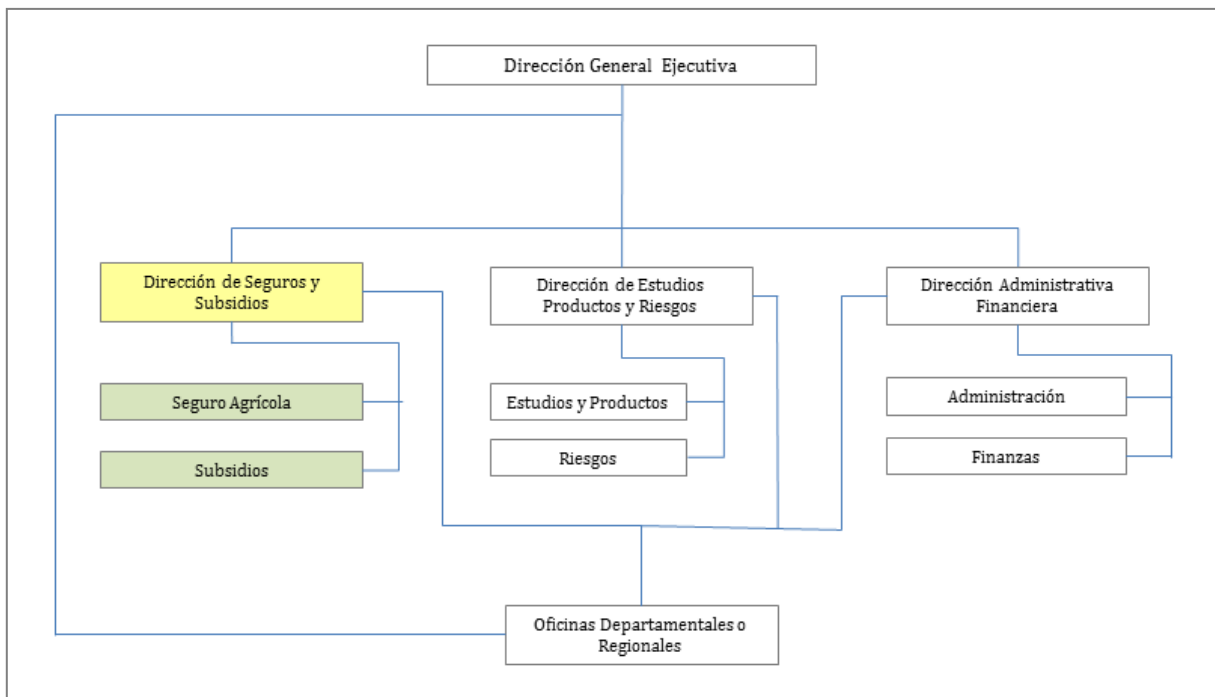 Dirección General Ejecutiva
Dirección de Seguros y
Subsidios
Dirección de Estudios
Productos y Riesgos
Dirección Administrativa
Financiera
Seguro Agrícola
Estudios y Productos
Administración
Subsidios
Riesgos
Finanzas
Oficinas Departamentales o
Regionales